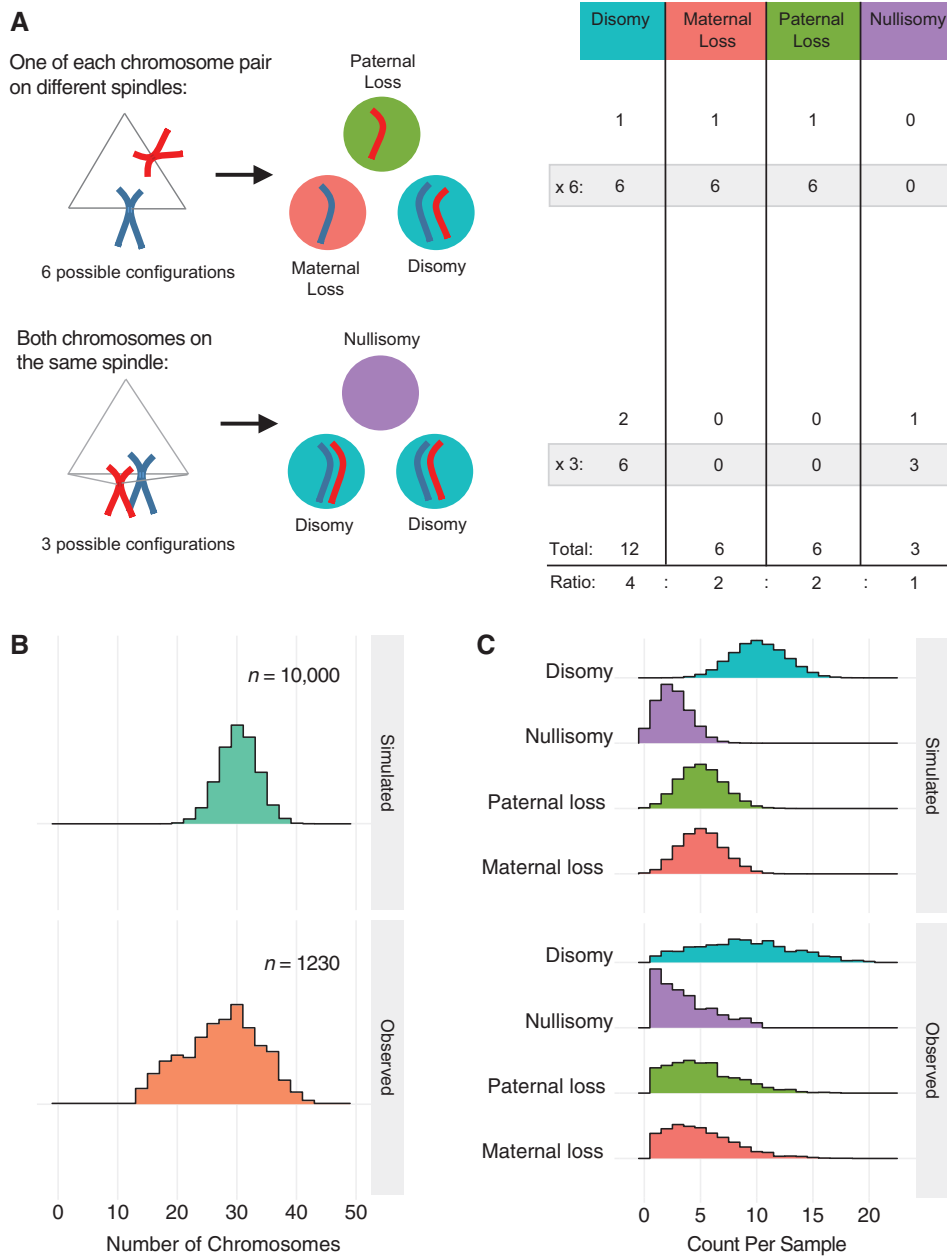 A
One of each chromosome pair
on different spindles:
6 possible configurations
Paternal
Loss
Maternal
Loss
Disomy
Both chromosomes on
the same spindle:
3 possible configurations
Nullisomy
Disomy
Disomy
Disomy
Maternal
Loss
Paternal
Loss
Nullisomy
1 1 1 0
x 6: 6 6 6 0
2 0 0 1
x 3: 6 0 0 3
Total: 12 6 6 3
Ratio: 4 : 2 : 2 : 1
B
n = 10,000
Simulated
n = 1230
Observed
0 10 20 30 40 50
Number of Chromosomes
C
Disomy
Nullisomy
Paternal loss
Maternal loss
Simulated
Disomy
Nullisomy
Paternal loss
Maternal loss
Observed
0 5 10 15 20
Count Per Sample